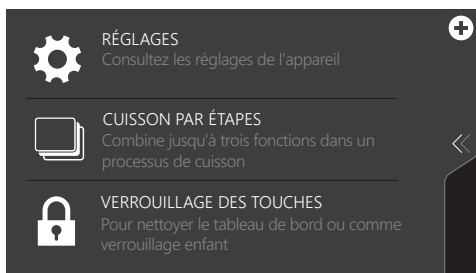 RÉGLAGES
Consultez les réglages de l'appareil
CUISSON PAR ÉTAPES
Combine jusqu'à trois fonctions dans un
processus de cuisson
VERROUILLAGE DES TOUCHES
Pour nettoyer le tableau de bord ou comme
verrouillage enfant